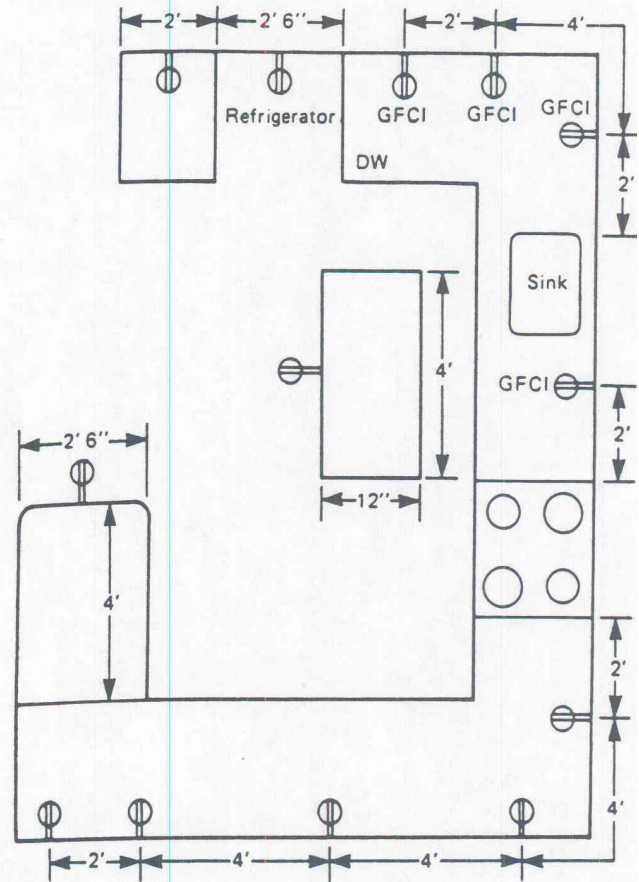 2' 2' 6'' 2' 4'
Refrigerator GFCI GFCI GFCI
DW
2'
Sink
4'
GFCI
2' 6''
2'
12''
4'
2'
4'
2' 4' 4'